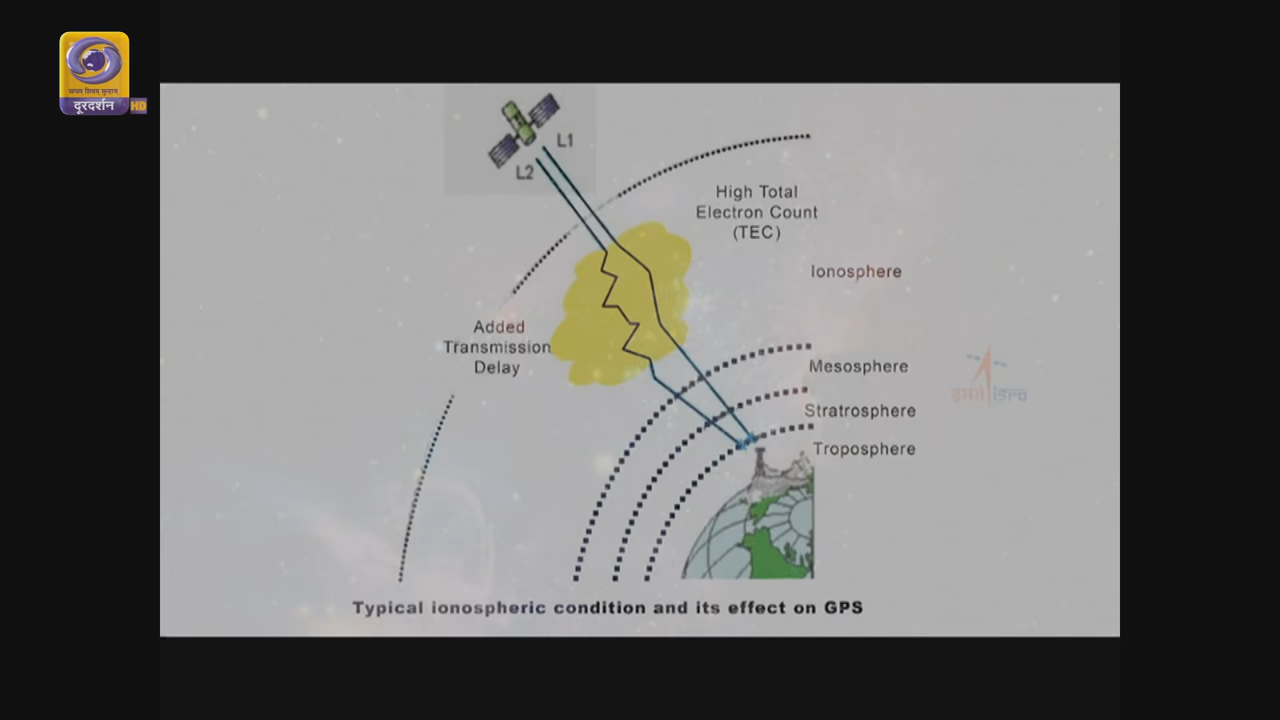 सत्यम् शिवम् सुन्दरम्
दूरदर्शन HD
L1
L2
High Total
Electron Count
(TEC)
Ionosphere
Added
Transmission
Delay
Mesosphere
Stratrosphere
इसरो isro
Troposphere
Typical ionospheric condition and its effect on GPS